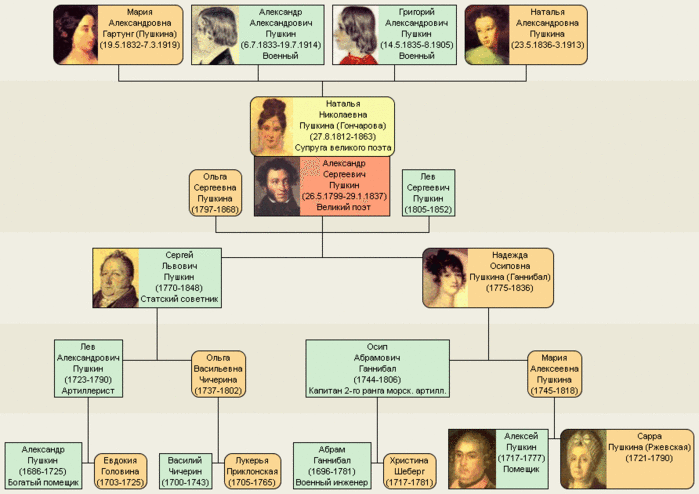 Мария
Александровна
Гартунг (Пушкина)
(19.5.1832-7.3.1919)
Александр
Александрович
Пушкин
(6.7.1833-19.7.1914)
Военный
Григорий
Александрович
Пушкин
(14.5.1835-8.1905)
Военный
Наталья
Александровна
Пушкина
(23.5.1836-3.1913)
Наталья
Николаевна
Пушкина (Гончарова)
(27.8.1812-1863)
Супруга великого поэта
Ольга
Сергеевна
Пушкина
(1797-1868)
Александр
Сергеевич
Пушкин
(26.5.1799-29.1.1837)
Великий поэт
Лев
Сергеевич
Пушкин
(1805-1852)
Сергей
Львович
Пушкин
(1770-1848)
Статский советник
Надежда
Осиповна
Пушкина (Ганнибал)
(1775-1836)
Лев
Александрович
Пушкин
(1723-1790)
Артиллерист
Ольга
Васильевна
Чичерина
(1737-1802)
Осип
Абрамович
Ганнибал
(1744-1806)
Капитан 2-го ранга морск. артилл.
Мария
Алексеевна
Пушкина
(1745-1818)
Александр
Пушкин
(1686-1725)
Богатый помещик
Евдокия
Головина
(1703-1725)
Василий
Чичерин
(1700-1743)
Лукерья
Приклонская
(1705-1765)
Абрам
Ганнибал
(1696-1781)
Военный инженер
Христина
Шеберг
(1717-1781)
Алексей
Пушкин
(1717-1777)
Помещик
Сарра
Пушкина (Ржевская)
(1721-1790)